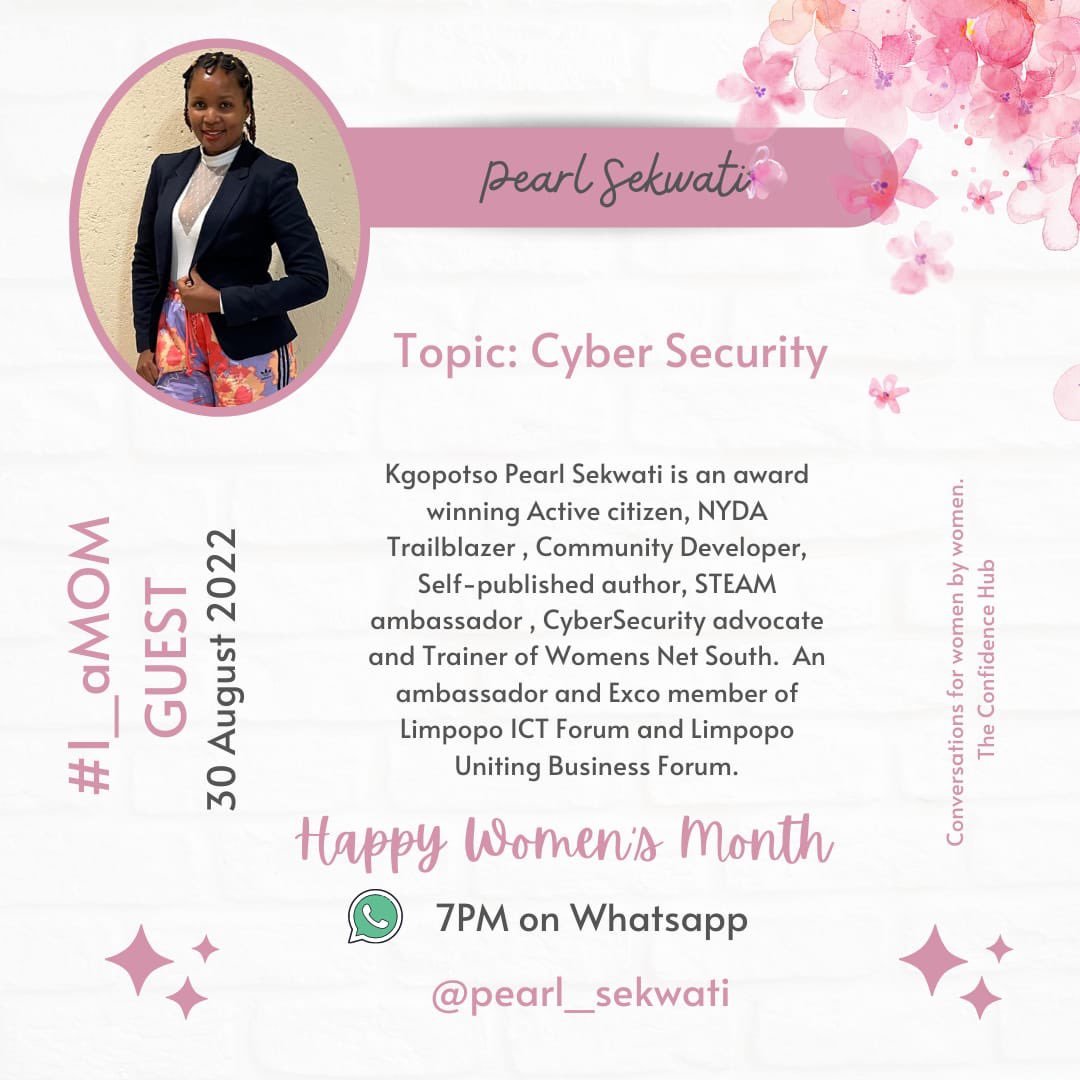 Pearl Sekwati
Topic: Cyber Security
Kgopotso Pearl Sekwati is an award
winning Active citizen, NYDA
Trailblazer , Community Developer,
Self-published author, STEAM
ambassador , CyberSecurity advocate
and Trainer of Womens Net South. An
ambassador and Exco member of
Limpopo ICT Forum and Limpopo
Uniting Business Forum.
#I_aMOM
GUEST
30 August 2022
Conversations for women by women.
The Confidence Hub
Happy Women's Month
7PM on Whatsapp
@pearl_sekwati